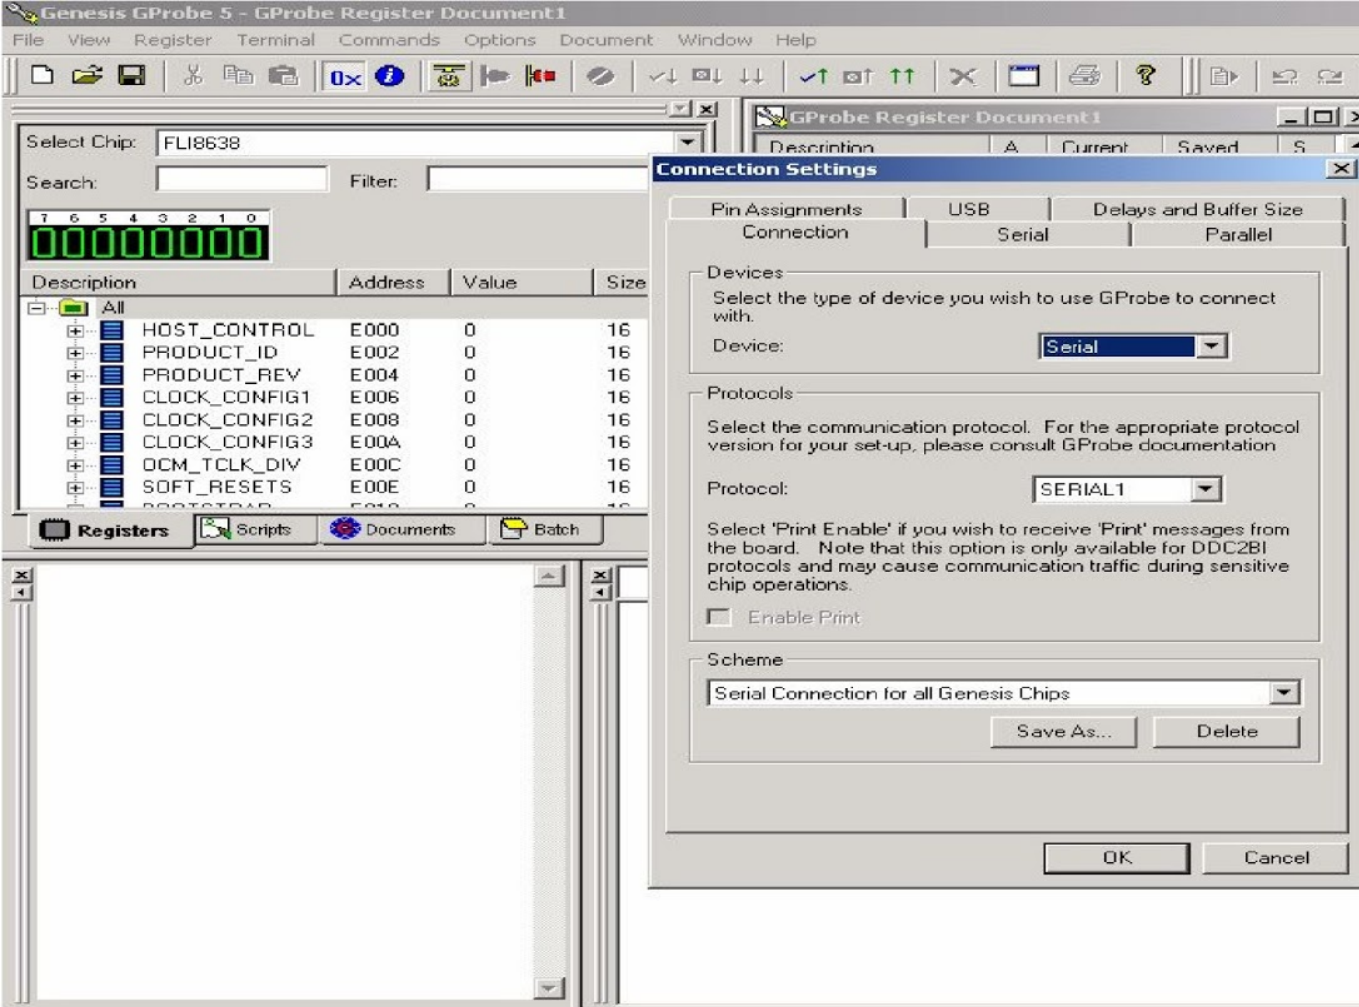 Genesis GProbe 5 - GProbe Register Document1
File View Register Terminal Commands Options Document Window Help
0x
Select Chip: FLI8638
Search: Filter:
7 6 5 4 3 2 1 0
00000000
Description Address Value Size
All
HOST_CONTROL E000 0 16
PRODUCT_ID E002 0 16
PRODUCT_REV E004 0 16
CLOCK_CONFIG1 E006 0 16
CLOCK_CONFIG2 E008 0 16
CLOCK_CONFIG3 E00A 0 16
OCM_TCLK_DIV E00C 0 16
SOFT_RESETS E00E 0 16
Registers Scripts Documents Batch
GProbe Register Document1
Description A Current Saved S
Connection Settings
Pin Assignments USB Delays and Buffer Size
Connection Serial Parallel
Devices
Select the type of device you wish to use GProbe to connect
with.
Device: Serial
Protocols
Select the communication protocol. For the appropriate protocol
version for your set-up, please consult GProbe documentation
Protocol: SERIAL1
Select 'Print Enable' if you wish to receive 'Print' messages from
the board. Note that this option is only available for DDC2BI
protocols and may cause communication traffic during sensitive
chip operations.
Enable Print
Scheme
Serial Connection for all Genesis Chips
Save As... Delete
OK Cancel